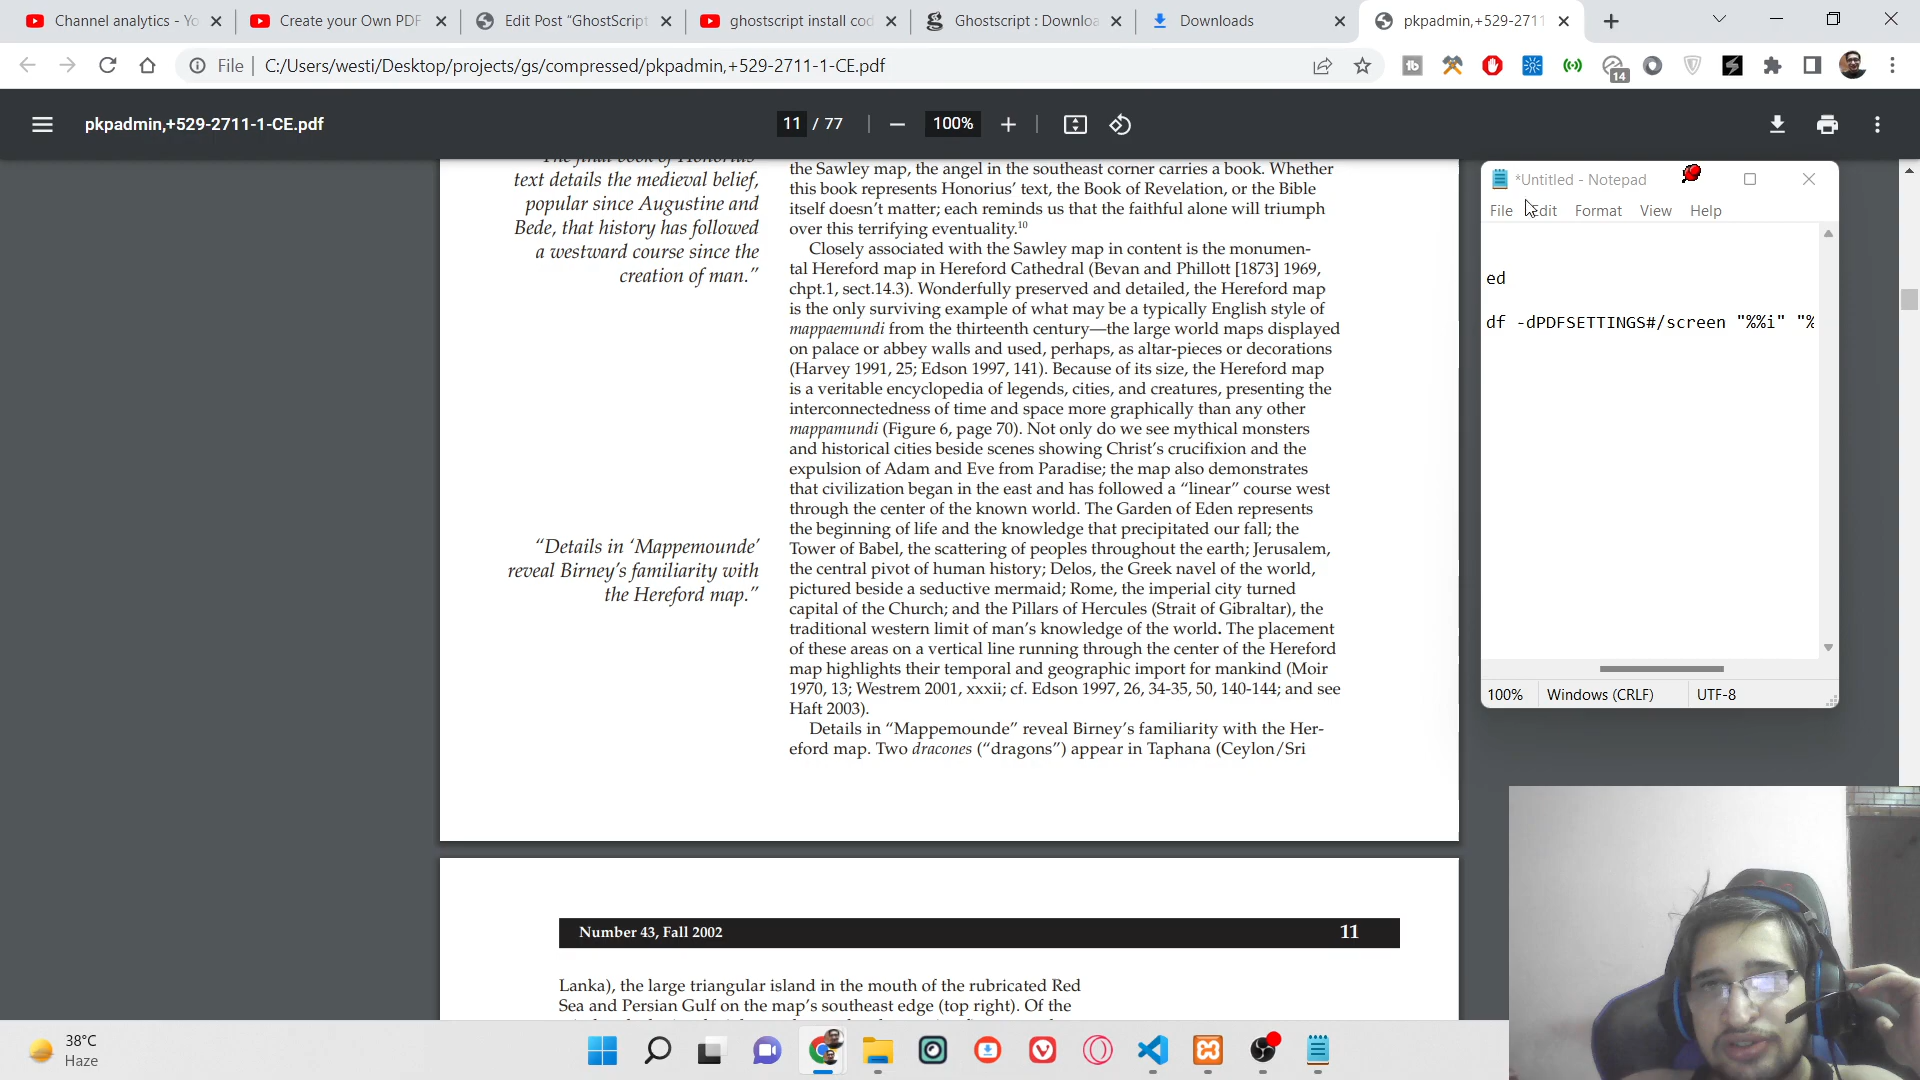 Channel analytics - Yo
Create your Own PDF
Edit Post "GhostScript
ghostscript install cod
Ghostscript : Downloa
Downloads
pkpadmin,+529-2711
File
C:/Users/westi/Desktop/projects/gs/compressed/pkpadmin,+529-2711-1-CE.pdf
tb
14
pkpadmin,+529-2711-1-CE.pdf
11 / 77
100%
"The final book of Honorius'
text details the medieval belief,
popular since Augustine and
Bede, that history has followed
a westward course since the
creation of man."
"Details in 'Mappemounde'
reveal Birney's familiarity with
the Hereford map."
the Sawley map, the angel in the southeast corner carries a book. Whether
this book represents Honorius' text, the Book of Revelation, or the Bible
itself doesn't matter; each reminds us that the faithful alone will triumph
over this terrifying eventuality.10
Closely associated with the Sawley map in content is the monumen-
tal Hereford map in Hereford Cathedral (Bevan and Phillott [1873] 1969,
chpt.1, sect.14.3). Wonderfully preserved and detailed, the Hereford map
is the only surviving example of what may be a typically English style of
mappaemundi from the thirteenth century—the large world maps displayed
on palace or abbey walls and used, perhaps, as altar-pieces or decorations
(Harvey 1991, 25; Edson 1997, 141). Because of its size, the Hereford map
is a veritable encyclopedia of legends, cities, and creatures, presenting the
interconnectedness of time and space more graphically than any other
mappamundi (Figure 6, page 70). Not only do we see mythical monsters
and historical cities beside scenes showing Christ's crucifixion and the
expulsion of Adam and Eve from Paradise; the map also demonstrates
that civilization began in the east and has followed a "linear" course west
through the center of the known world. The Garden of Eden represents
the beginning of life and the knowledge that precipitated our fall; the
Tower of Babel, the scattering of peoples throughout the earth; Jerusalem,
the central pivot of human history; Delos, the Greek navel of the world,
pictured beside a seductive mermaid; Rome, the imperial city turned
capital of the Church; and the Pillars of Hercules (Strait of Gibraltar), the
traditional western limit of man's knowledge of the world. The placement
of these areas on a vertical line running through the center of the Hereford
map highlights their temporal and geographic import for mankind (Moir
1970, 13; Westrem 2001, xxxii; cf. Edson 1997, 26, 34-35, 50, 140-144; and see
Haft 2003).
Details in "Mappemounde" reveal Birney's familiarity with the Her-
eford map. Two dracones ("dragons") appear in Taphana (Ceylon/Sri
Number 43, Fall 2002
11
Lanka), the large triangular island in the mouth of the rubricated Red
Sea and Persian Gulf on the map's southeast edge (top right). Of the
*Untitled - Notepad
File Edit Format View Help
ed
df -dPDFSETTINGS#/screen "%%i" "%
100% Windows (CRLF) UTF-8
38°C
Haze